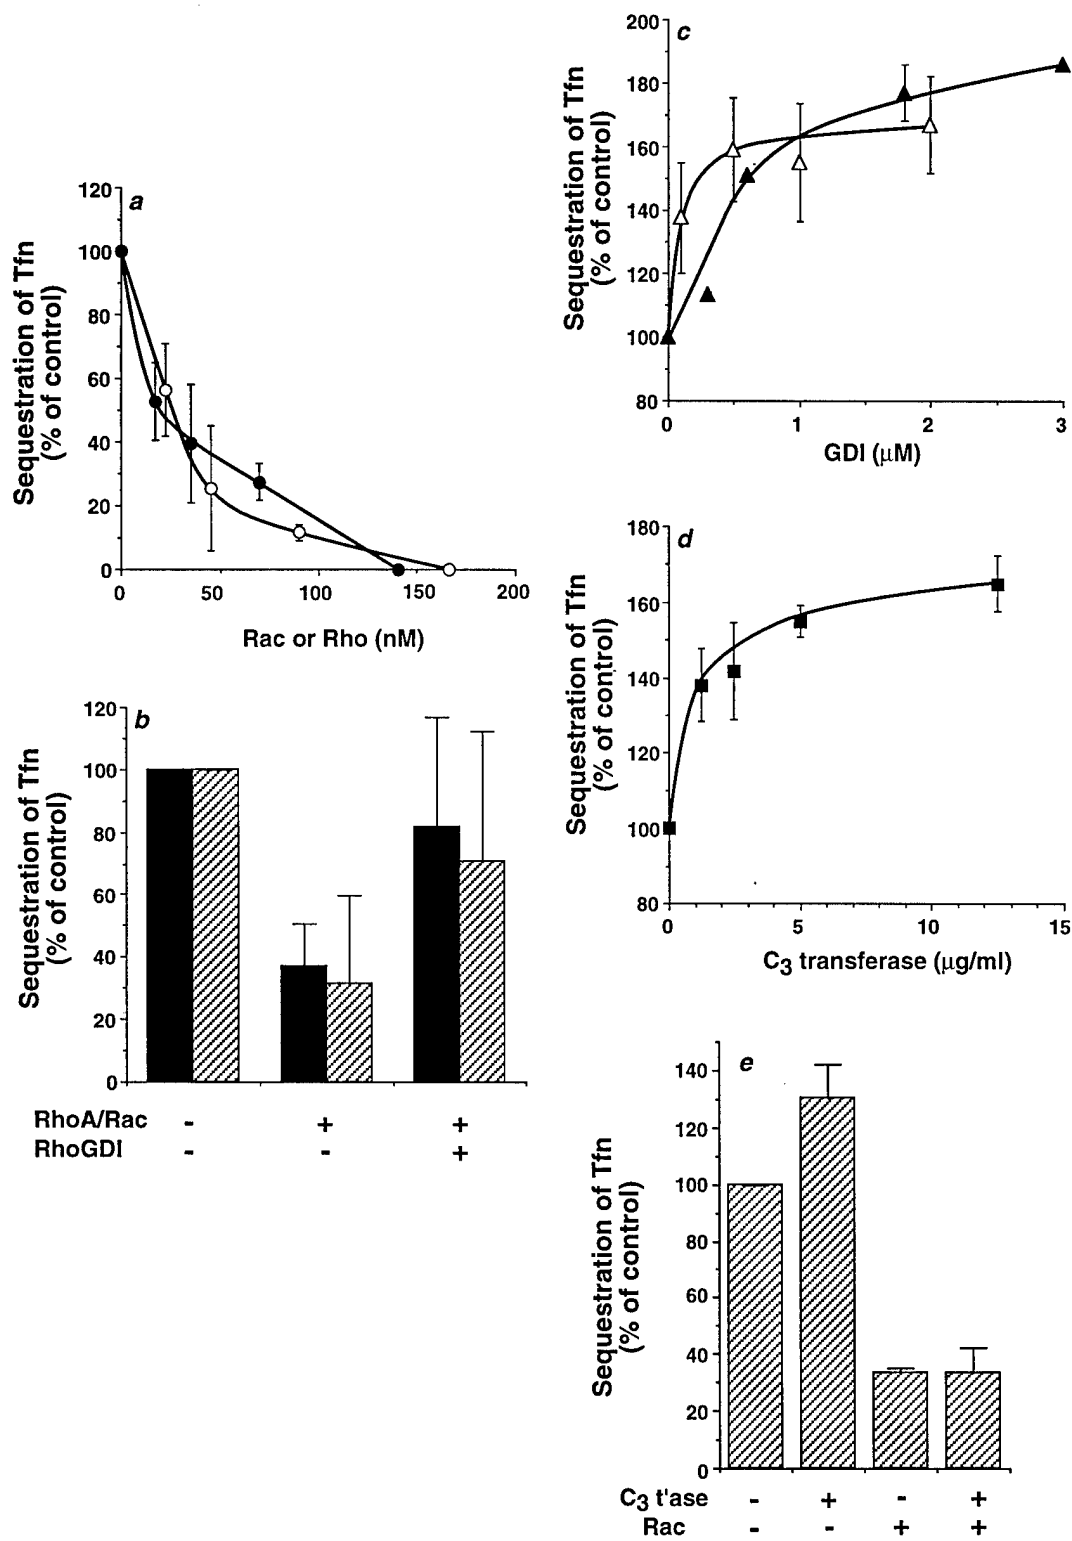 a
Sequestration of Tfn
(% of control)
120
100
80
60
40
20
0
0 50 100 150 200
Rac or Rho (nM)
b
Sequestration of Tfn
(% of control)
120
100
80
60
40
20
0
RhoA/Rac - + +
RhoGDI - - +
c
Sequestration of Tfn
(% of control)
200
180
160
140
120
100
80
0 1 2 3
GDI (μM)
d
Sequestration of Tfn
(% of control)
180
160
140
120
100
80
0 5 10 15
C3 transferase (μg/ml)
e
Sequestration of Tfn
(% of control)
140
120
100
80
60
40
20
0
C3 t'ase - + - +
Rac - - + +